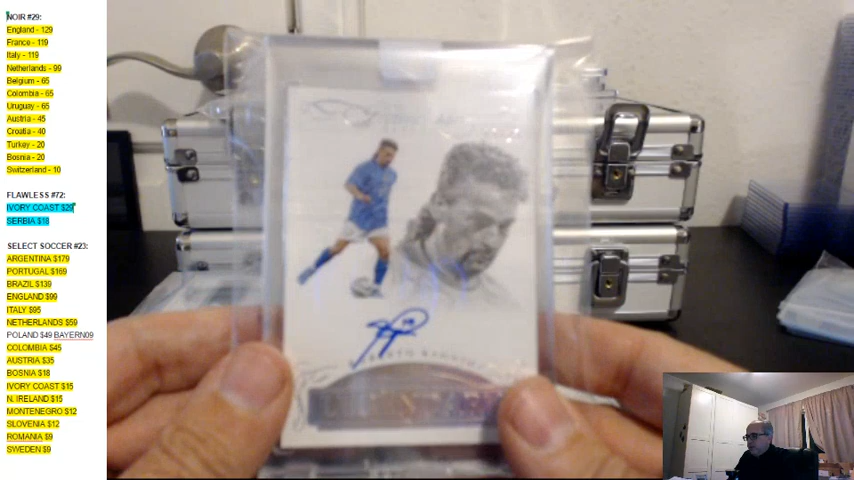 NOIR #29:
England - 129
France - 119
Italy - 119
Netherlands - 99
Belgium - 65
Colombia - 65
Uruguay - 65
Austria - 45
Croatia - 40
Turkey - 20
Bosnia - 20
Switzerland - 10
FLAWLESS #72:
IVORY COAST $29
SERBIA $18
SELECT SOCCER #23:
ARGENTINA $179
PORTUGAL $169
BRAZIL $139
ENGLAND $99
ITALY $95
NETHERLANDS $59
POLAND $49 BAYERN09
COLOMBIA $45
AUSTRIA $35
BOSNIA $18
IVORY COAST $15
N. IRELAND $15
MONTENEGRO $12
SLOVENIA $12
ROMANIA $9
SWEDEN $9